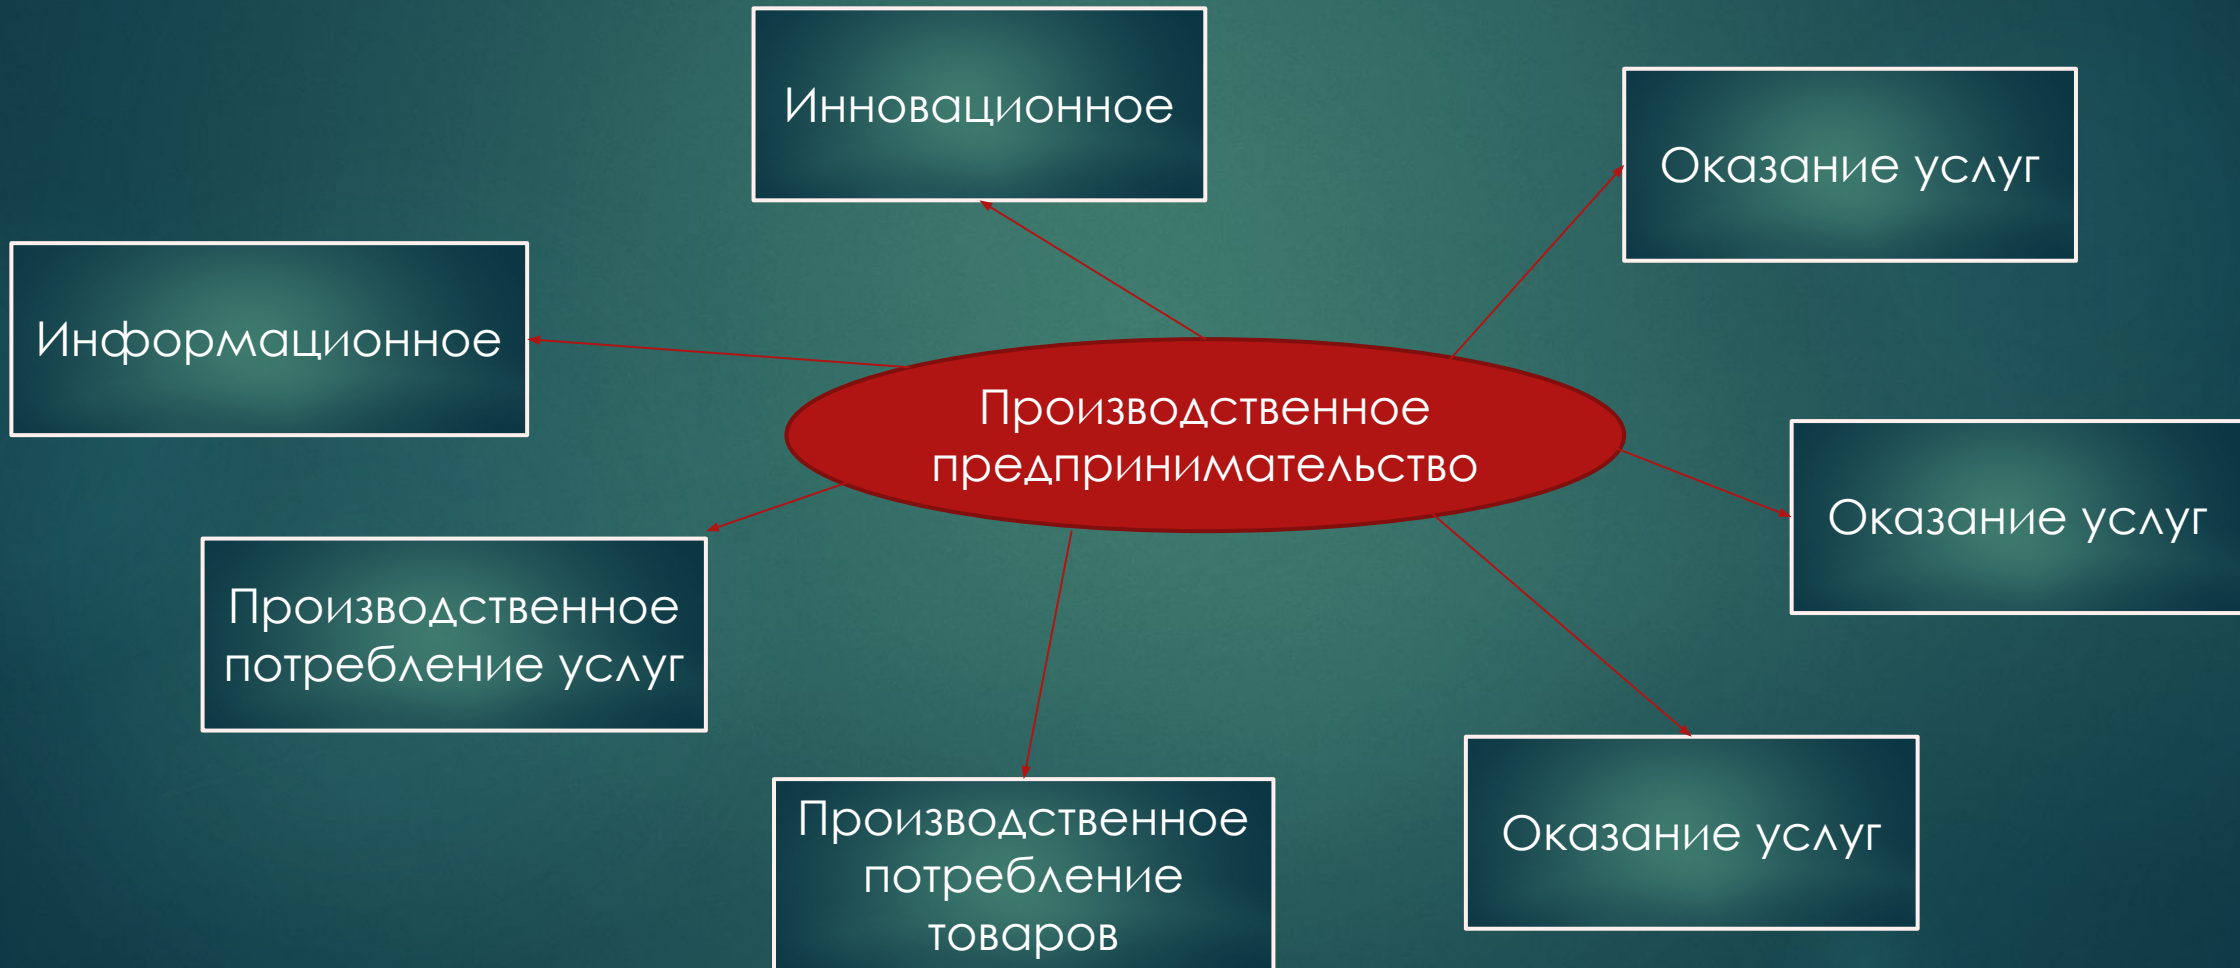 Инновационное
Оказание услуг
Информационное
Производственное
предпринимательство
Оказание услуг
Производственное
потребление услуг
Производственное
потребление
товаров
Оказание услуг